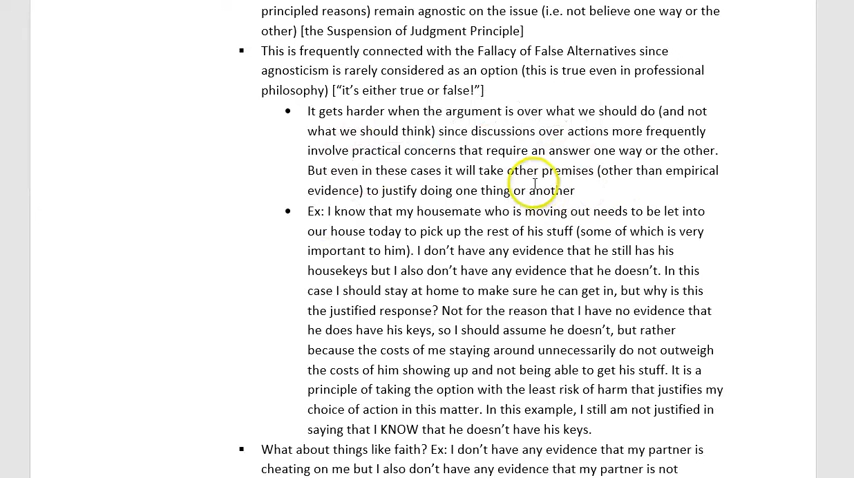 principled reasons) remain agnostic on the issue (i.e. not believe one way or the
other) [the Suspension of Judgment Principle]
▪ This is frequently connected with the Fallacy of False Alternatives since
agnosticism is rarely considered as an option (this is true even in professional
philosophy) [“it’s either true or false!”]
• It gets harder when the argument is over what we should do (and not
what we should think) since discussions over actions more frequently
involve practical concerns that require an answer one way or the other.
But even in these cases it will take other premises (other than empirical
evidence) to justify doing one thing or another
• Ex: I know that my housemate who is moving out needs to be let into
our house today to pick up the rest of his stuff (some of which is very
important to him). I don’t have any evidence that he still has his
housekeys but I also don’t have any evidence that he doesn’t. In this
case I should stay at home to make sure he can get in, but why is this
the justified response? Not for the reason that I have no evidence that
he does have his keys, so I should assume he doesn’t, but rather
because the costs of me staying around unnecessarily do not outweigh
the costs of him showing up and not being able to get his stuff. It is a
principle of taking the option with the least risk of harm that justifies my
choice of action in this matter. In this example, I still am not justified in
saying that I KNOW that he doesn’t have his keys.
▪ What about things like faith? Ex: I don’t have any evidence that my partner is
cheating on me but I also don’t have any evidence that my partner is not